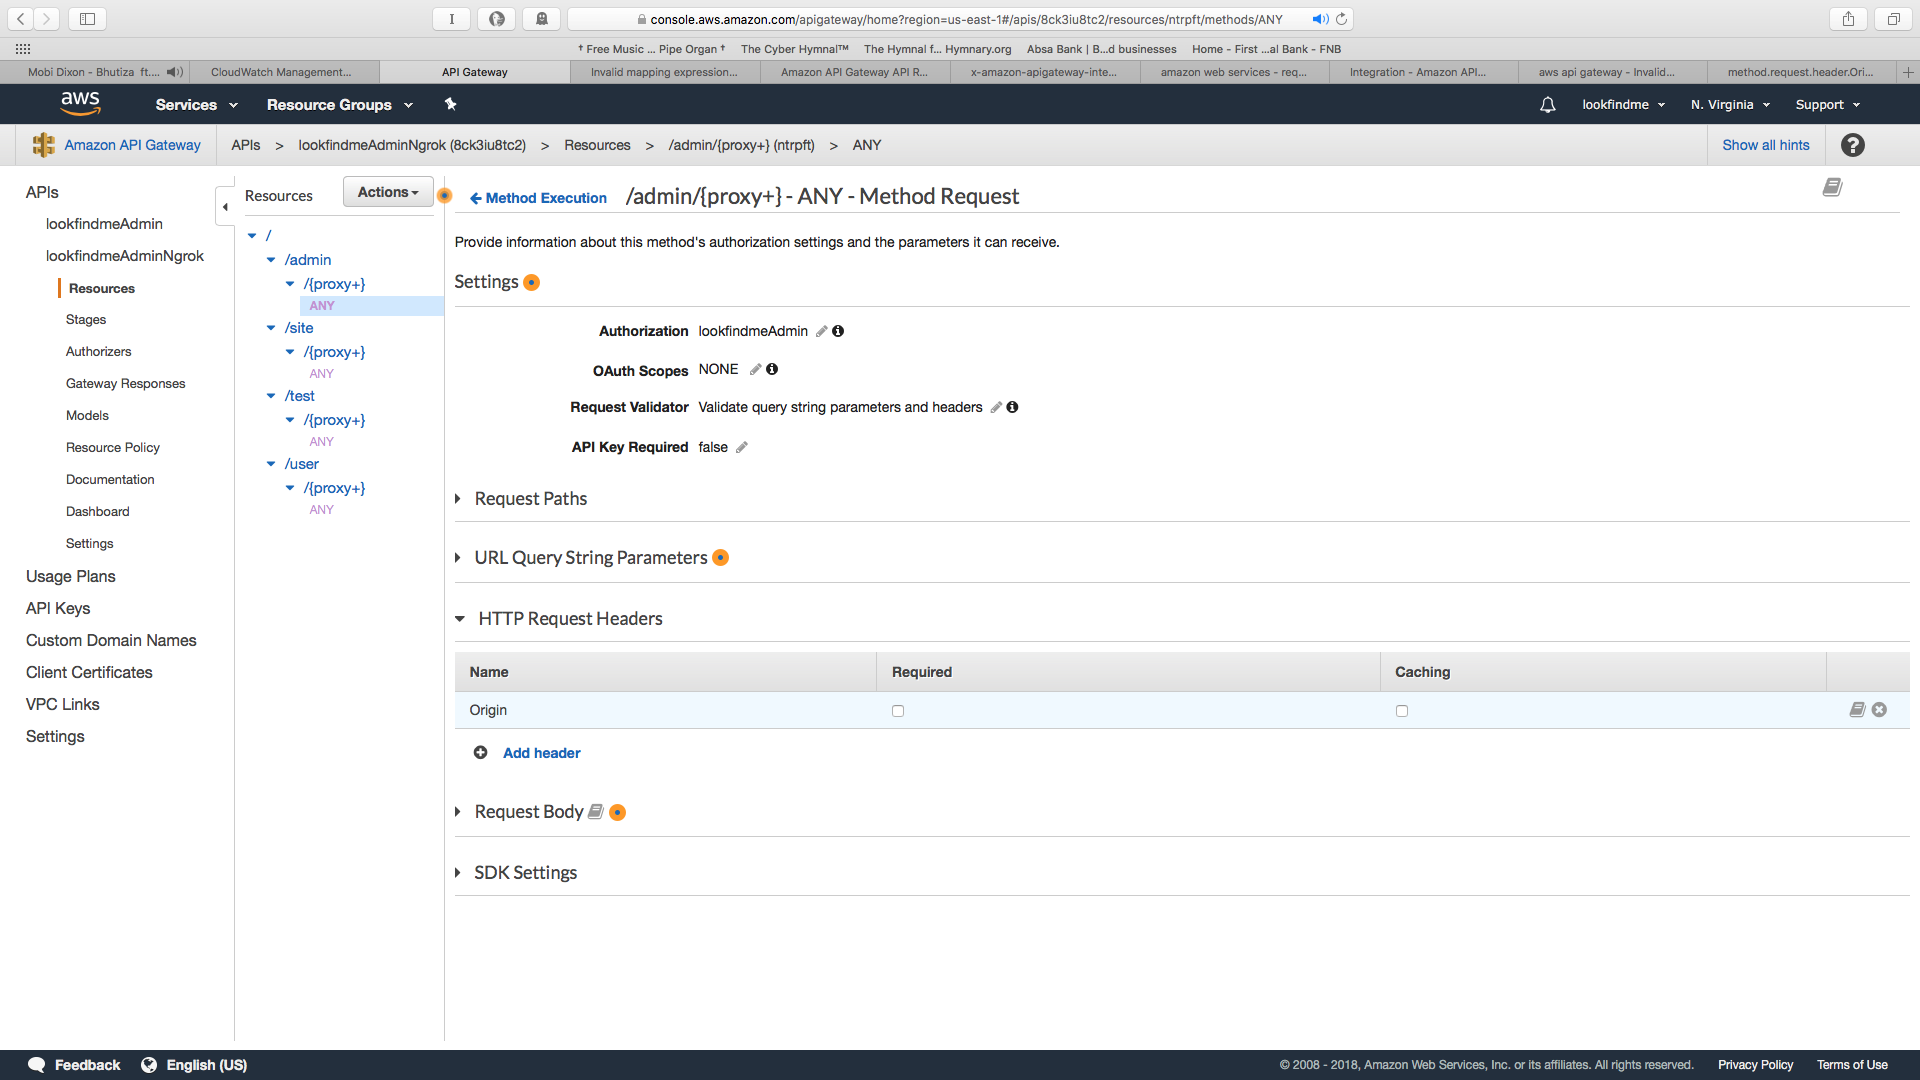 console.aws.amazon.com/apigateway/home?region=us-east-1#/apis/8ck3iu8tc2/resources/ntrpft/methods/ANY
† Free Music ... Pipe Organ † The Cyber Hymnal™ The Hymnal f... Hymnary.org Absa Bank | B...d businesses Home - First ...al Bank - FNB
Mobi Dixon - Bhutiza ft.... CloudWatch Management... API Gateway Invalid mapping expression... Amazon API Gateway API R... x-amazon-apigateway-inte... amazon web services - req... Integration - Amazon API... aws api gateway - Invalid... method.request.header.Ori...
aws Services Resource Groups lookfindme N. Virginia Support
Amazon API Gateway APIs > lookfindmeAdminNgrok (8ck3iu8tc2) > Resources > /admin/{proxy+} (ntrpft) > ANY Show all hints ?
APIs
lookfindmeAdmin
lookfindmeAdminNgrok
Resources
Stages
Authorizers
Gateway Responses
Models
Resource Policy
Documentation
Dashboard
Settings
Usage Plans
API Keys
Custom Domain Names
Client Certificates
VPC Links
Settings
Resources Actions
/
/admin
/{proxy+}
ANY
/site
/{proxy+}
ANY
/test
/{proxy+}
ANY
/user
/{proxy+}
ANY
Method Execution /admin/{proxy+} - ANY - Method Request
Provide information about this method's authorization settings and the parameters it can receive.
Settings
Authorization lookfindmeAdmin
OAuth Scopes NONE
Request Validator Validate query string parameters and headers
API Key Required false
Request Paths
URL Query String Parameters
HTTP Request Headers
Name Required Caching
Origin
Add header
Request Body
SDK Settings
Feedback English (US) © 2008 - 2018, Amazon Web Services, Inc. or its affiliates. All rights reserved. Privacy Policy Terms of Use